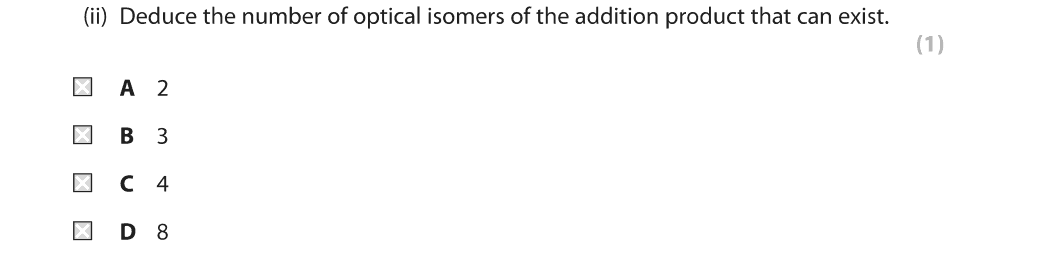 (ii) Deduce the number of optical isomers of the addition product that can exist.
(1)
A 2
B 3
C 4
D 8